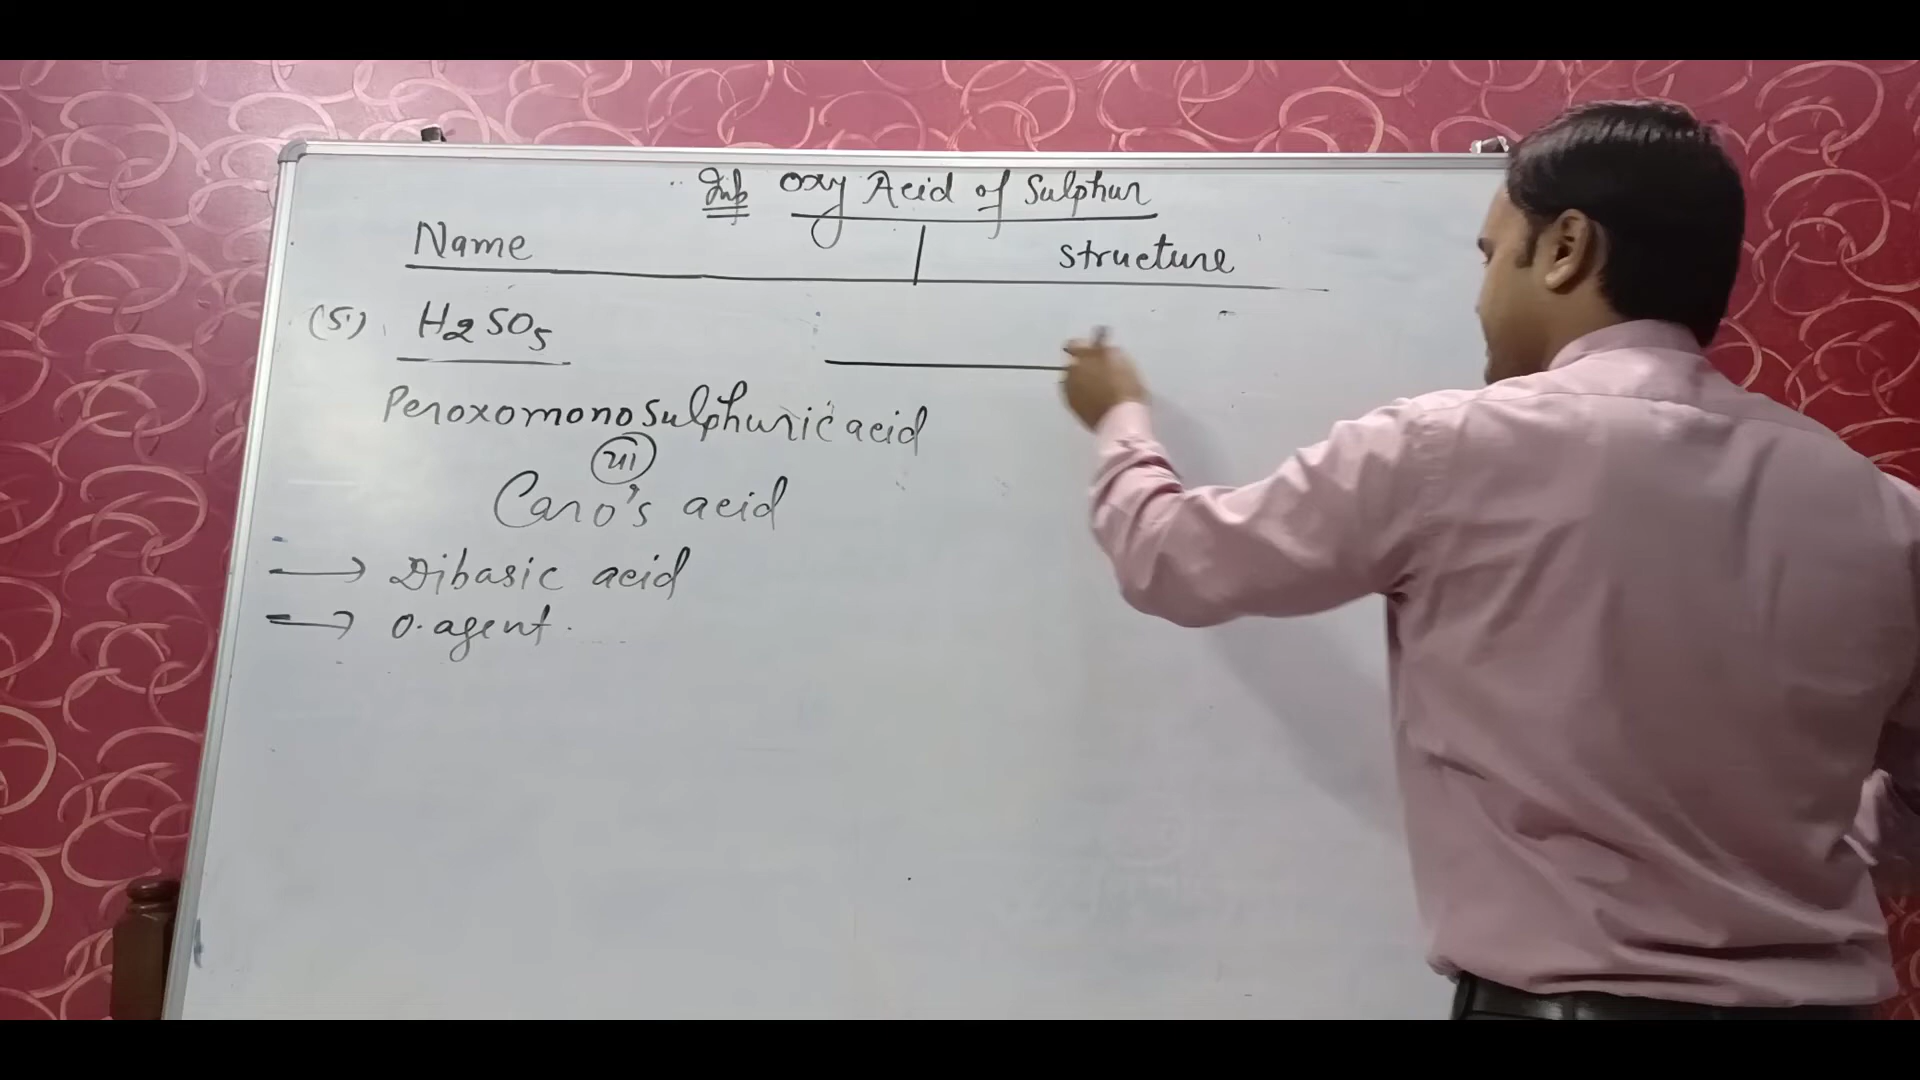 Imp Oxy Acid of Sulphur
Name | Structure
(5) H₂SO₅
Peroxomonosulphuric acid
या
Caro's acid
→ Dibasic acid
→ O. agent.